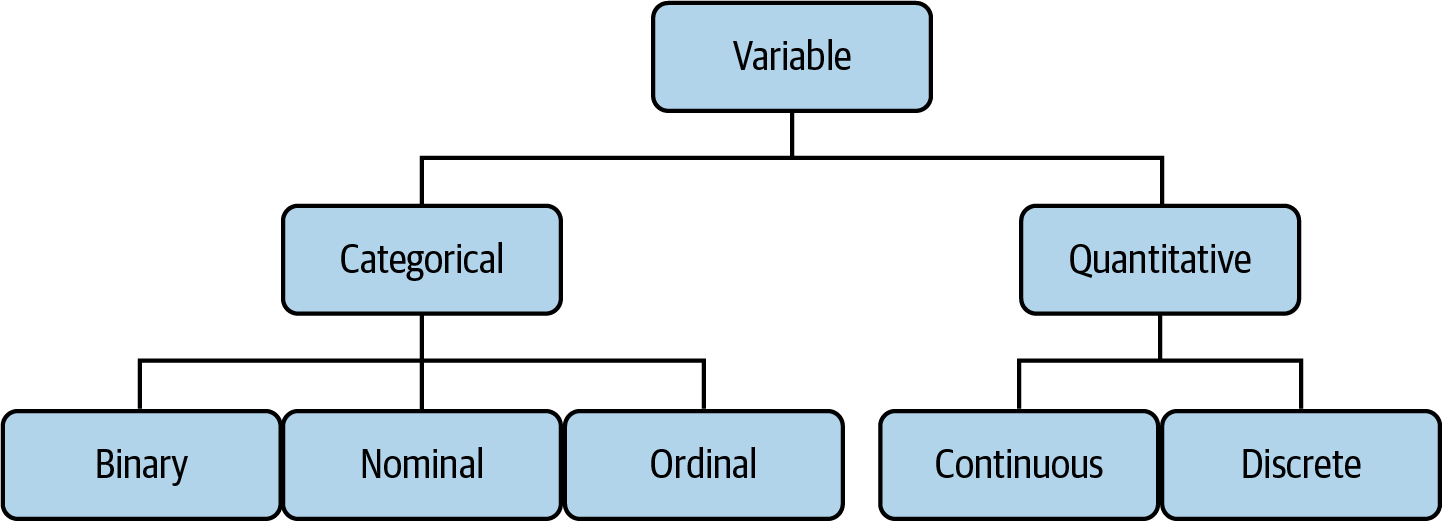 Variable
Categorical
Quantitative
Binary
Nominal
Ordinal
Continuous
Discrete